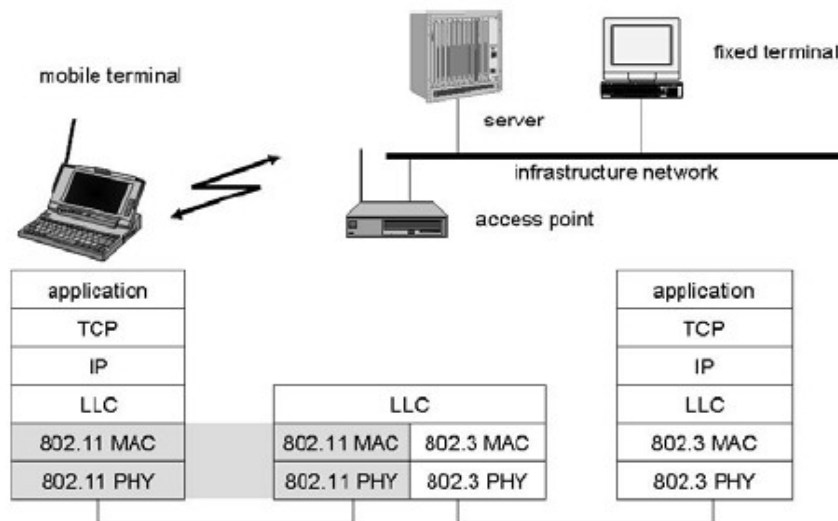 mobile terminal
fixed terminal
server
infrastructure network
access point
application
TCP
IP
LLC
802.11 MAC
802.11 PHY
LLC
802.11 MAC
802.3 MAC
802.11 PHY
802.3 PHY
application
TCP
IP
LLC
802.3 MAC
802.3 PHY